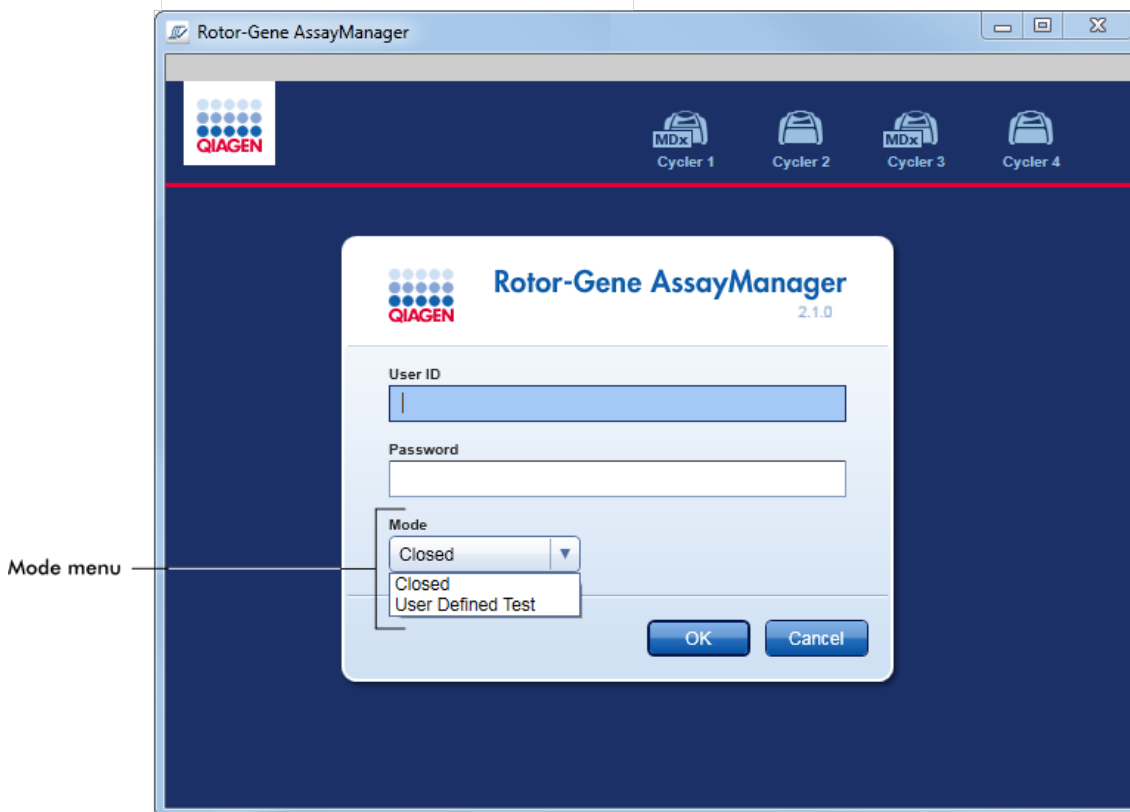 Rotor-Gene AssayManager
QIAGEN
MDx
MDx
Cycler 1
Cycler 2
Cycler 3
Cycler 4
QIAGEN
Rotor-Gene AssayManager
2.1.0
User ID
Password
Mode
Mode menu
Closed
Closed
User Defined Test
OK
Cancel